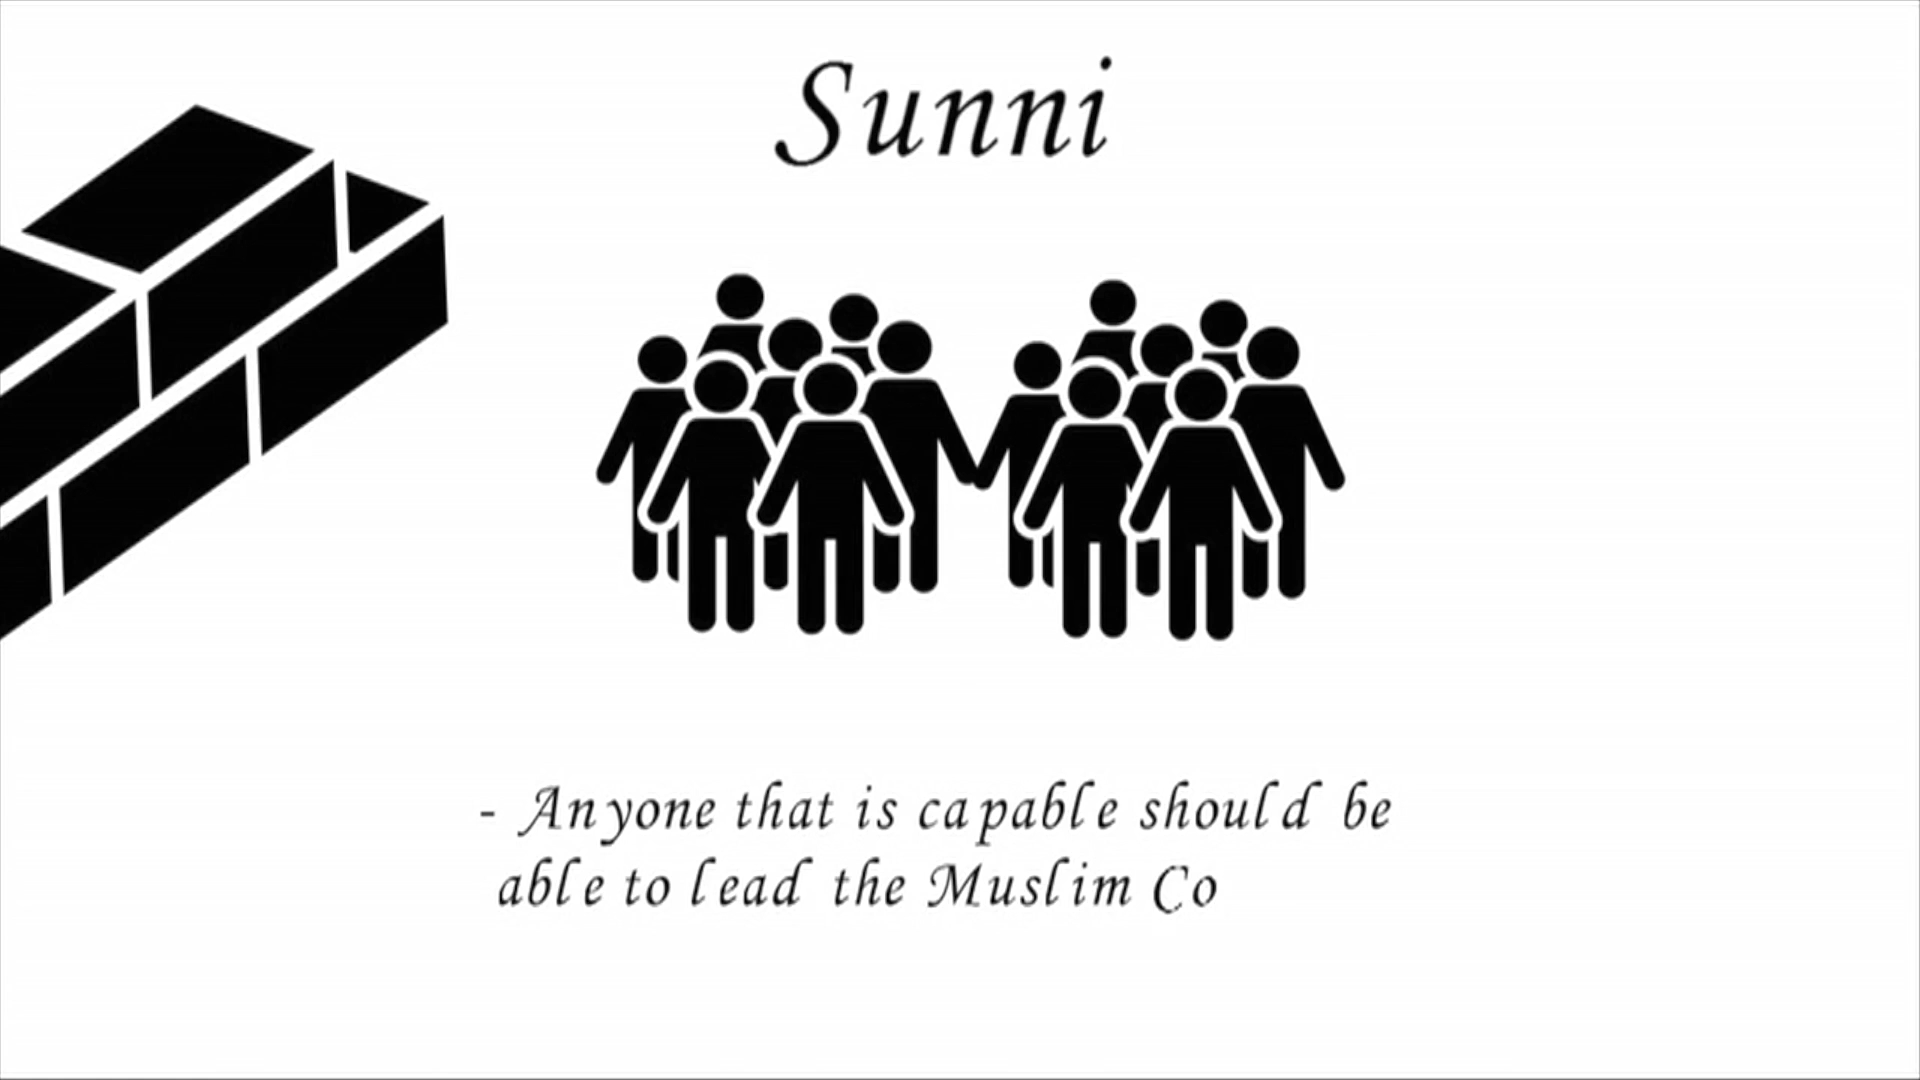 Sunni
- Anyone that is capable should be
able to lead the Muslim Co